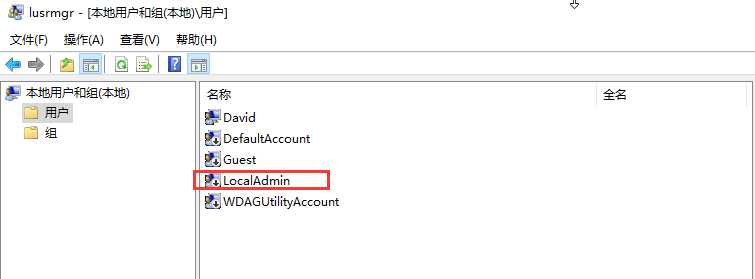 lusrmgr - [本地用户和组(本地)\用户]
文件(F) 操作(A) 查看(V) 帮助(H)
本地用户和组(本地)
用户
组
名称 全名
David
DefaultAccount
Guest
LocalAdmin
WDAGUtilityAccount